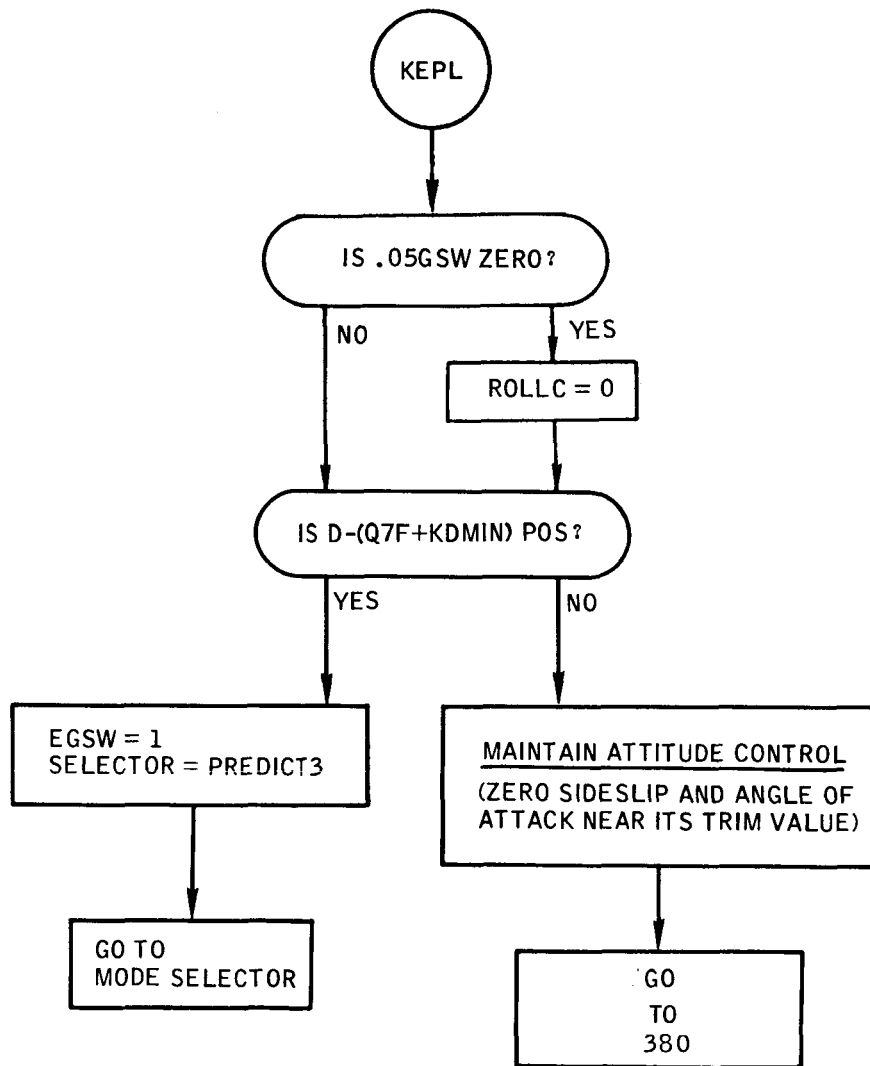 KEPL
IS .05GSW ZERO?
NO
YES
ROLLC = 0
IS D-(Q7F+KDMIN) POS?
YES
NO
EGSW = 1
SELECTOR = PREDICT3
MAINTAIN ATTITUDE CONTROL
(ZERO SIDESLIP AND ANGLE OF
ATTACK NEAR ITS TRIM VALUE)
GO TO
MODE SELECTOR
GO
TO
380